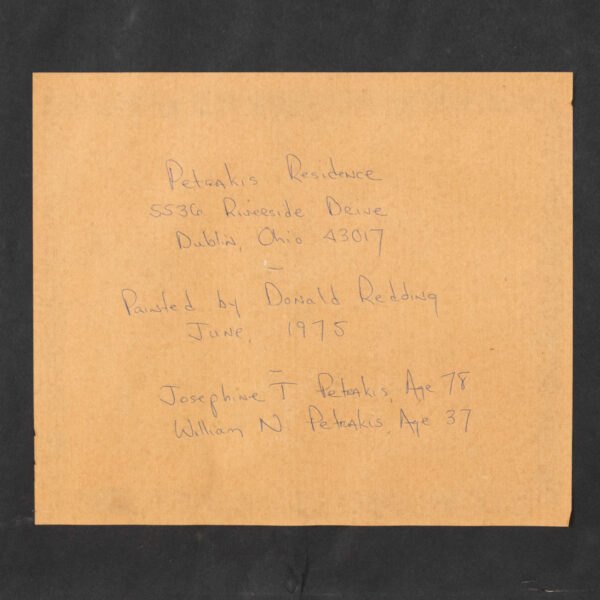 Petrakis Residence
5536 Riverside Drive
Dublin, Ohio 43017
—
Painted by Donald Redding
June, 1975
—
Josephine T Petrakis, Age 78
William N. Petrakis, Age 37